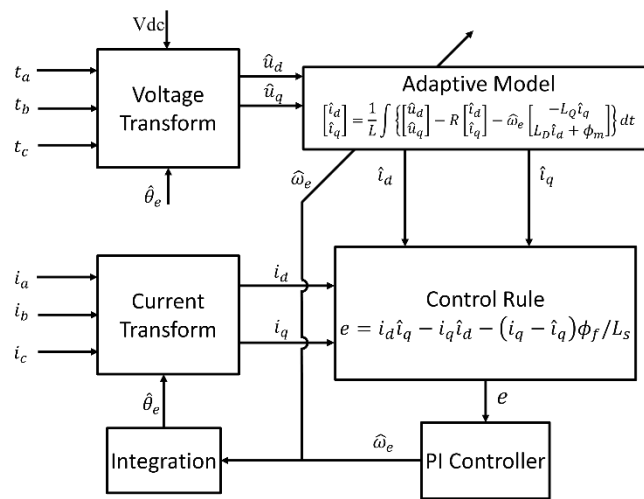 Vdc
t_a
t_b
t_c
Voltage
Transform
û_d
û_q
θ̂_e
Adaptive Model
[î_d; î_q] = 1/L ∫ {[û_d; û_q] − R [î_d; î_q] − ω̂_e [−L_Q î_q; L_D î_d + ϕ_m]} dt
ω̂_e
î_d
î_q
i_a
i_b
i_c
Current
Transform
i_d
i_q
Control Rule
e = i_d î_q − i_q î_d − (i_q − î_q)ϕ_f/L_s
θ̂_e
e
Integration
ω̂_e
PI Controller